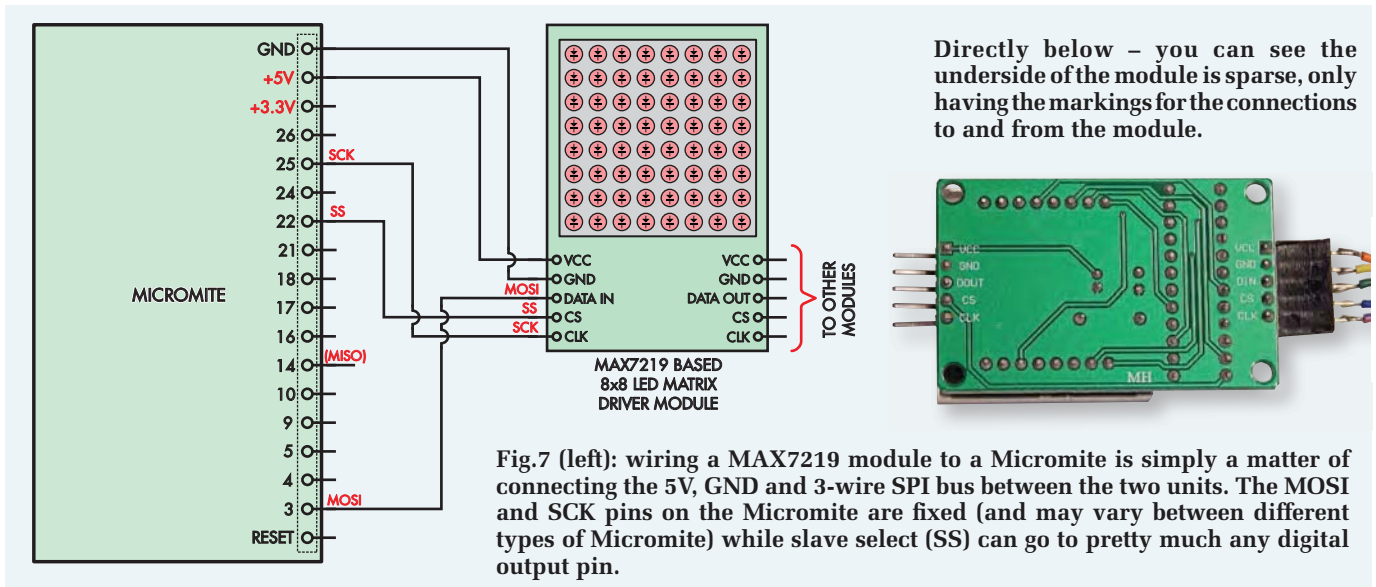 GND
+5V
+3.3V
26
25
SCK
24
22
SS
21
18
17
16
14
(MISO)
10
9
5
4
3
MOSI
RESET
MICROMITE
VCC
GND
MOSI
DATA IN
SS
CS
SCK
CLK
VCC
GND
DATA OUT
CS
CLK
TO OTHER
MODULES
MAX7219 BASED
8x8 LED MATRIX
DRIVER MODULE
Directly below – you can see the
underside of the module is sparse, only
having the markings for the connections
to and from the module.
VCC
GND
DOUT
CS
CLK
VCC
GND
DIN
CS
CLK
MH
Fig.7 (left): wiring a MAX7219 module to a Micromite is simply a matter of
connecting the 5V, GND and 3-wire SPI bus between the two units. The MOSI
and SCK pins on the Micromite are fixed (and may vary between different
types of Micromite) while slave select (SS) can go to pretty much any digital
output pin.